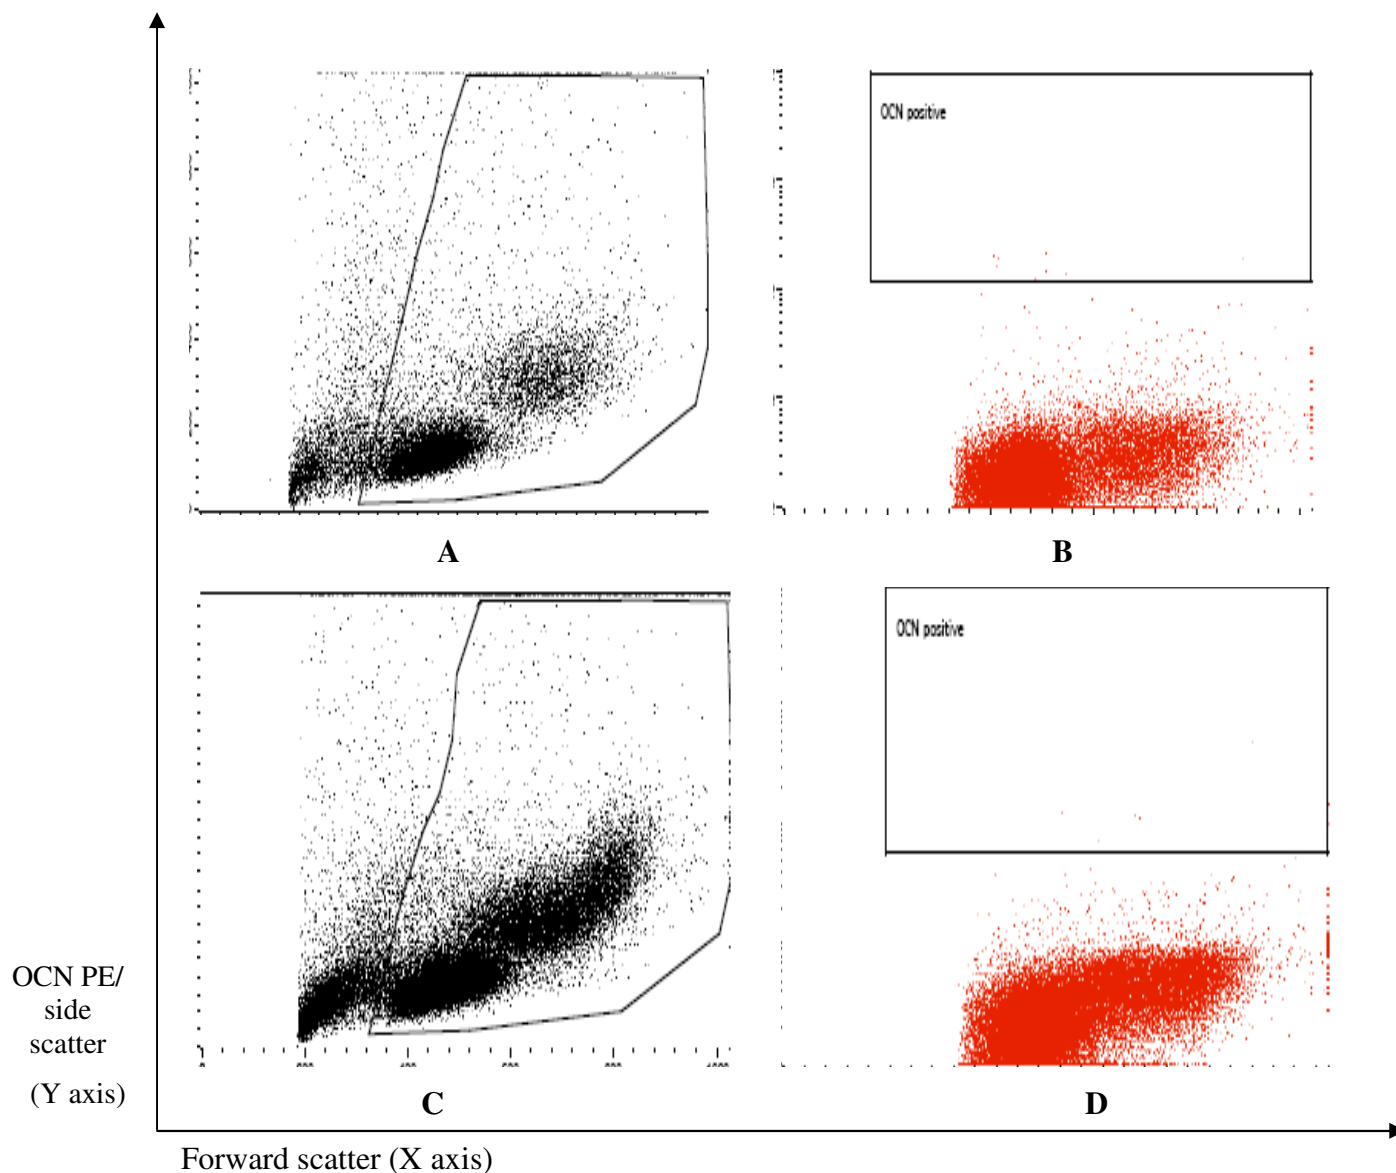 OCN positive
A
B
OCN positive
C
D
OCN PE/
side
scatter
(Y axis)
Forward scatter (X axis)